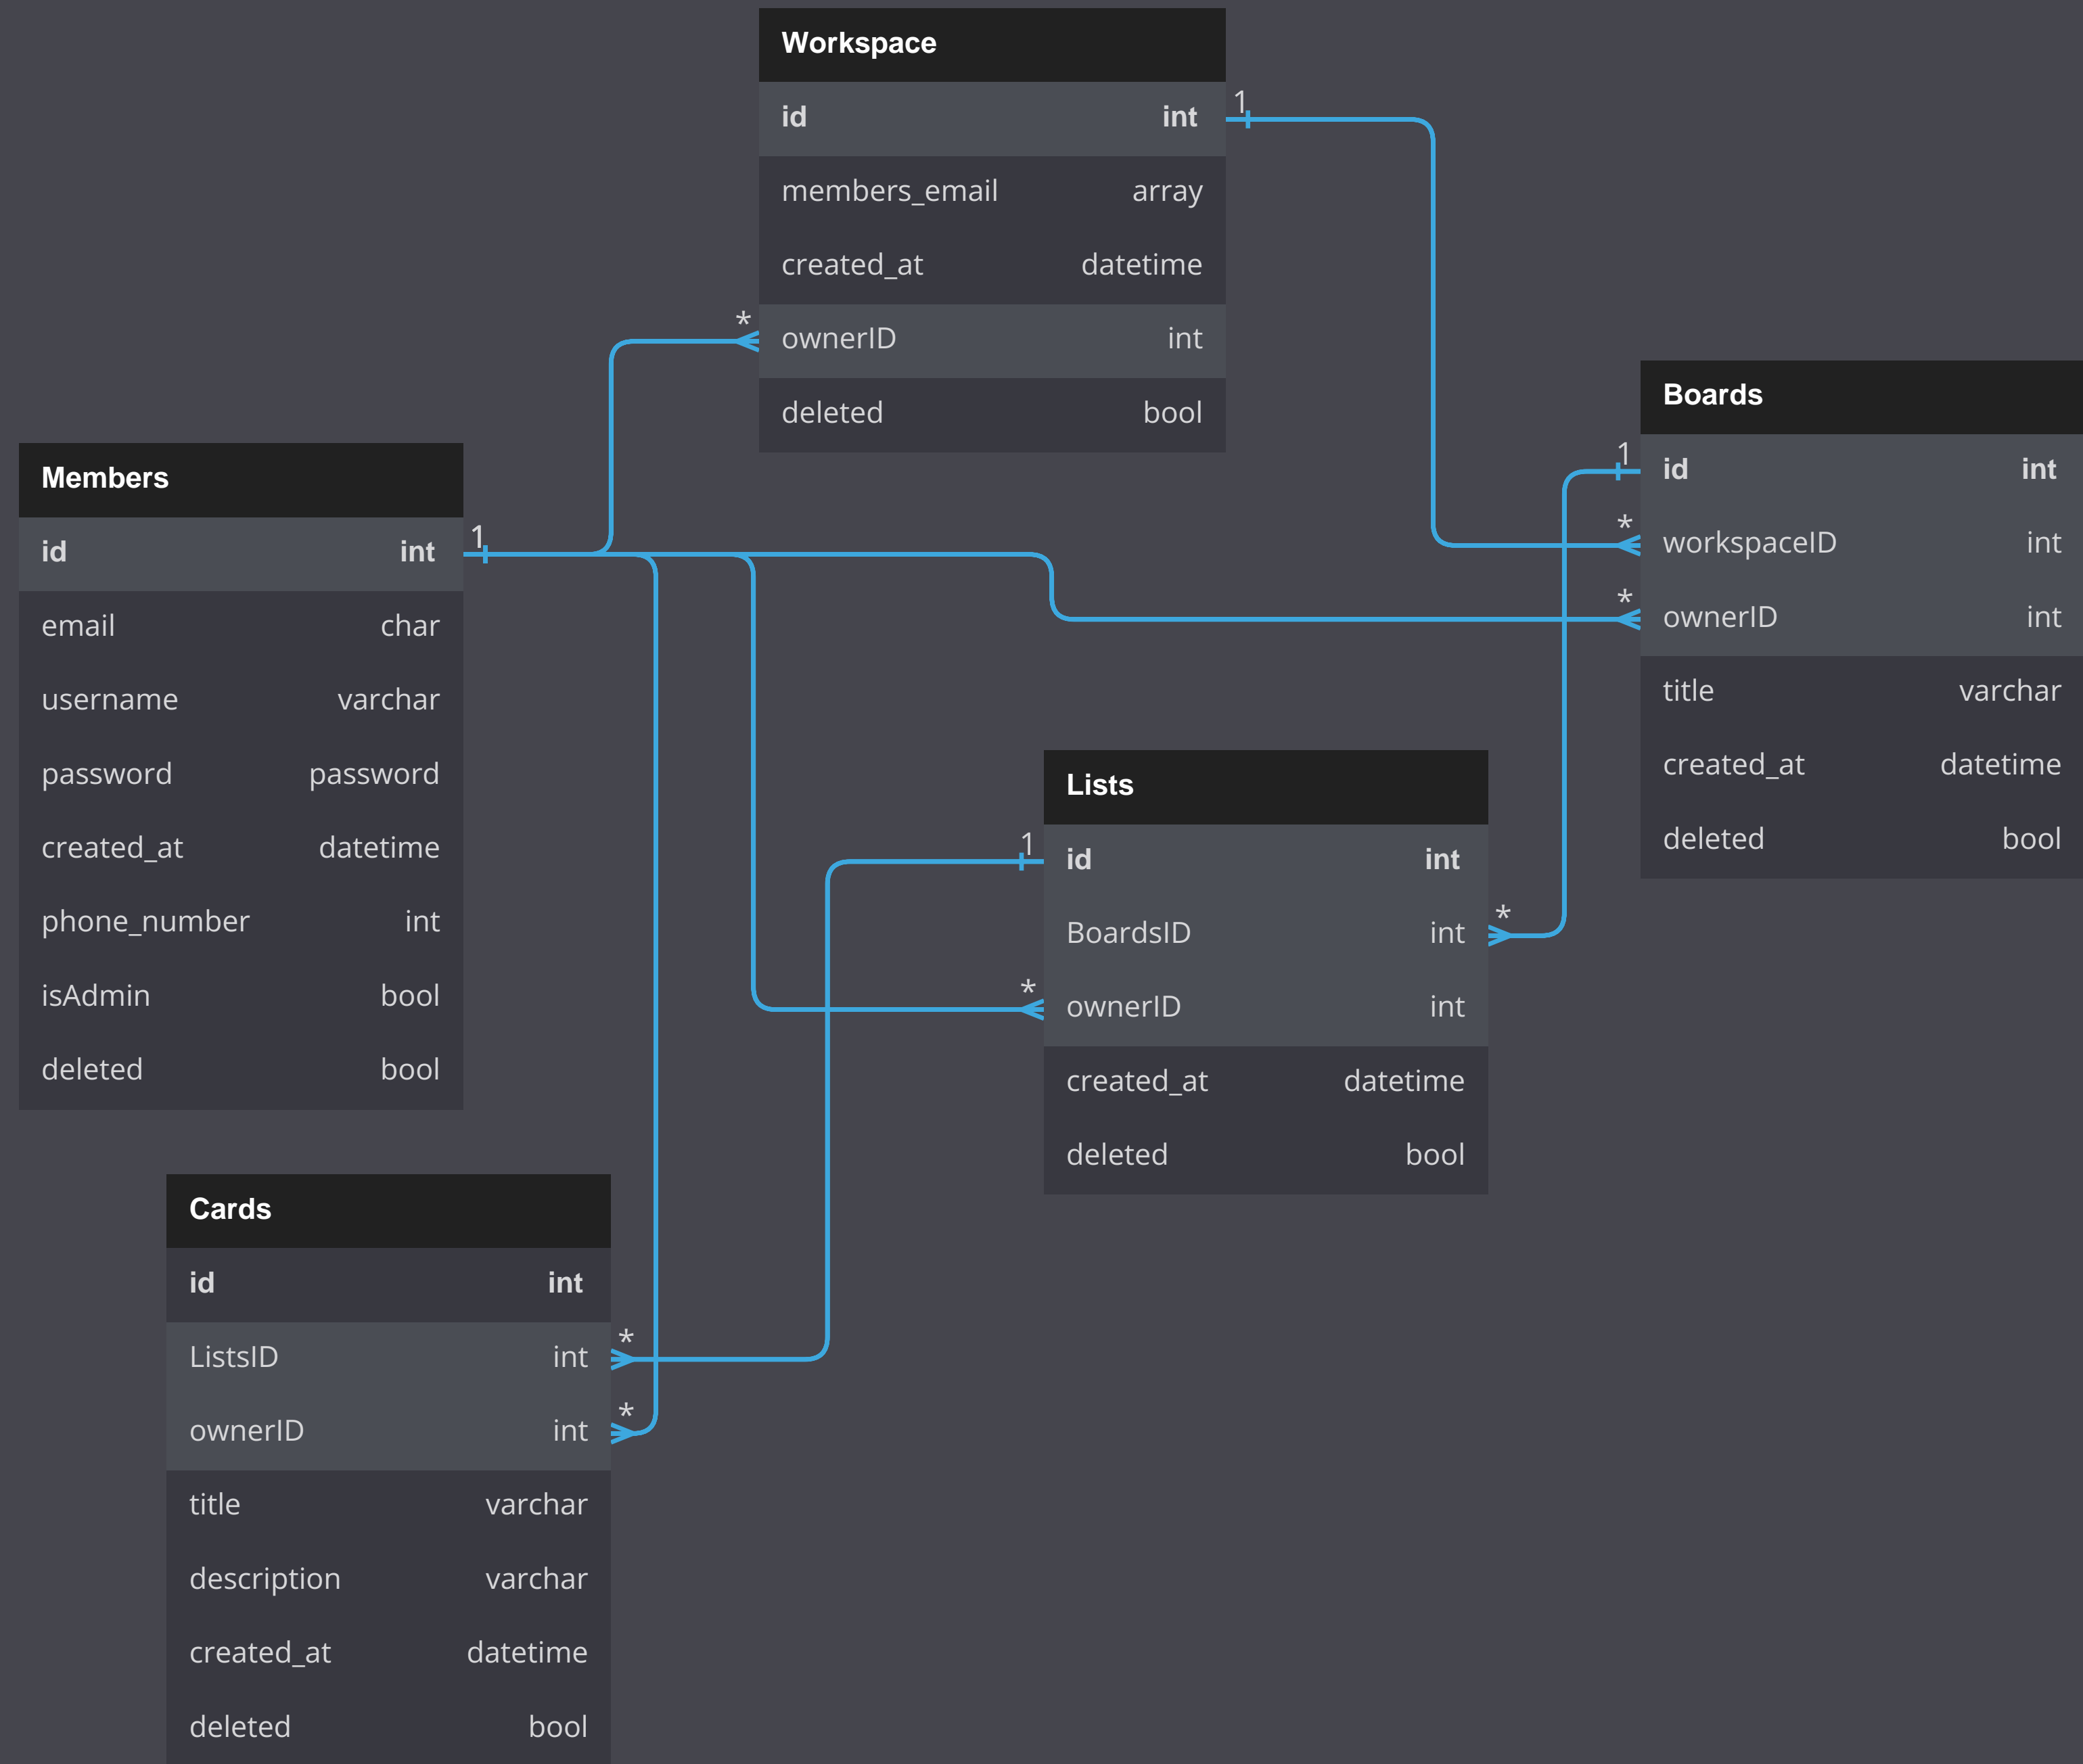 Workspace
id int
members_email array
created_at datetime
ownerID int
deleted bool
1
*
Members
id int
email char
username varchar
password password
created_at datetime
phone_number int
isAdmin bool
deleted bool
1
Boards
id int
workspaceID int
ownerID int
title varchar
created_at datetime
deleted bool
1
*
*
Lists
id int
BoardsID int
ownerID int
created_at datetime
deleted bool
1
*
*
Cards
id int
ListsID int
ownerID int
title varchar
description varchar
created_at datetime
deleted bool
*
*